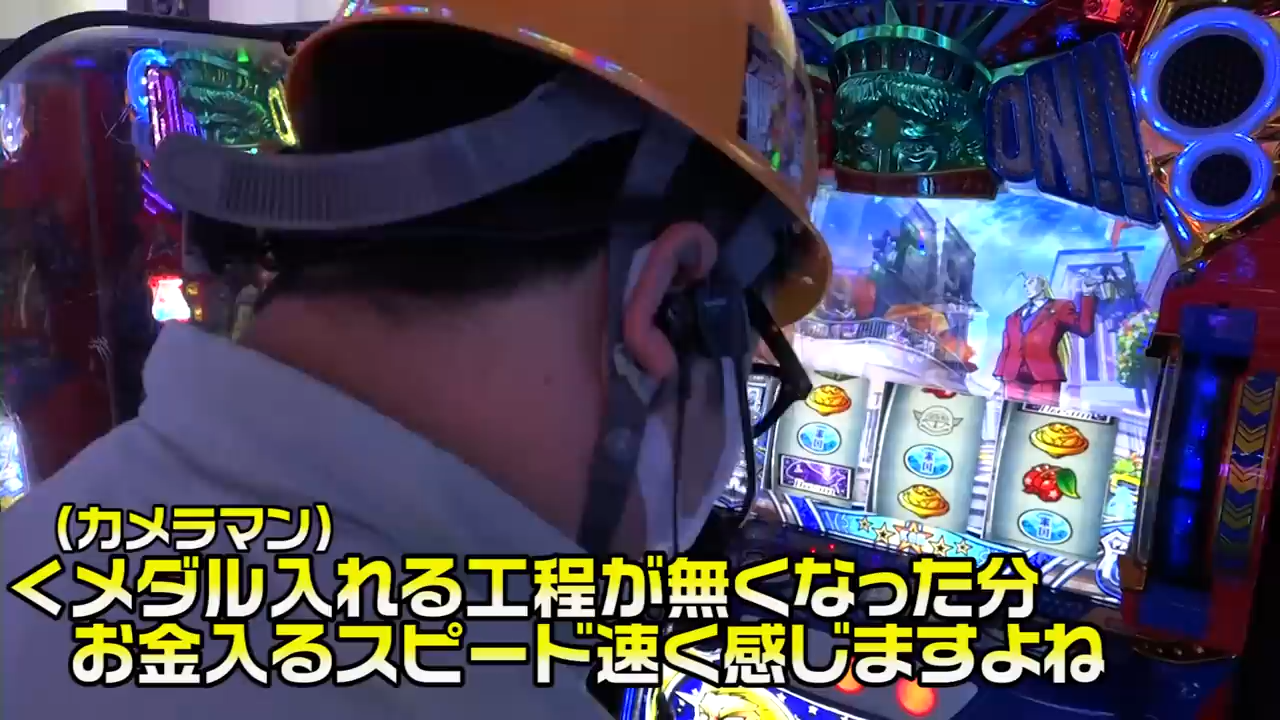 ON!!
(カメラマン)
<メダル入れる工程が無くなった分
お金入るスピード速く感じますよね